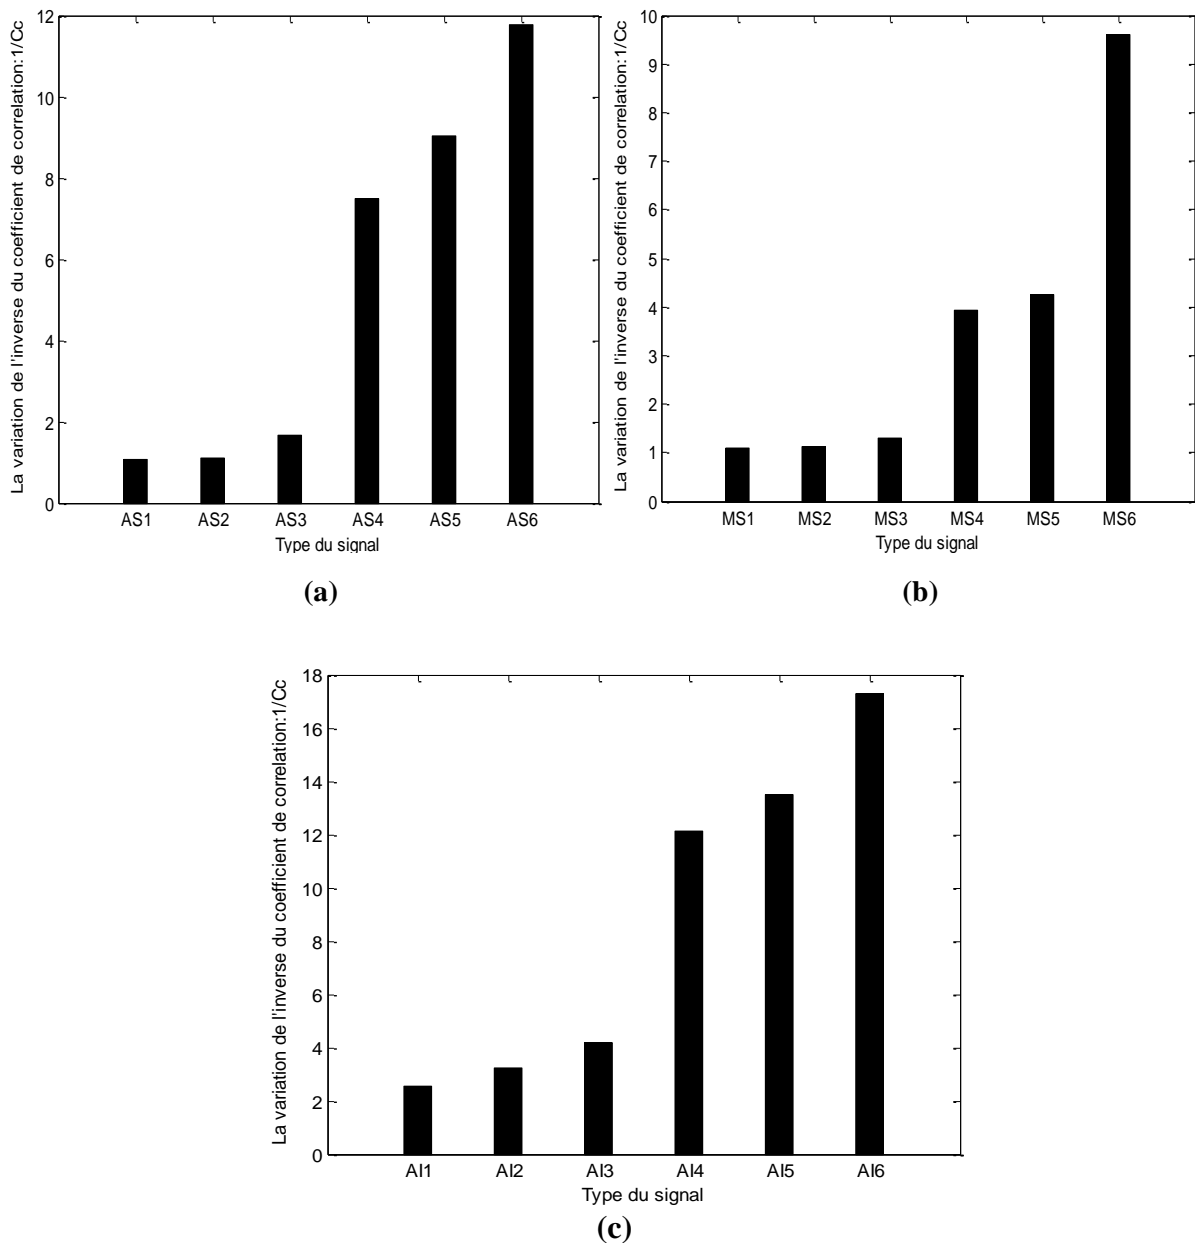 La variation de l'inverse du coefficient de correlation:1/Cc
12
10
8
6
4
2
0
AS1 AS2 AS3 AS4 AS5 AS6
Type du signal
(a)
La variation de l'inverse du coefficient de correlation:1/Cc
10
9
8
7
6
5
4
3
2
1
0
MS1 MS2 MS3 MS4 MS5 MS6
Type du signal
(b)
La variation de l'inverse du coefficient de correlation:1/Cc
18
16
14
12
10
8
6
4
2
0
AI1 AI2 AI3 AI4 AI5 AI6
Type du signal
(c)